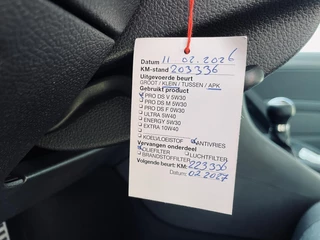 Datum 11.02.2026
KM-stand 203336
Uitgevoerde beurt
GROOT / KLEIN / TUSSEN / APK
Gebruikt product
PRO DS V 5W30
PRO DS M 5W30
PRO DS F 0W30
ULTRA 5W40
ENERGY 5W30
EXTRA 10W40
KOELVLOEISTOF ANTIVRIES
Vervangen onderdeel
OLIEFILTER LUCHTFILTER
BRANDSTOFFILTER
Volgende beurt: KM: 223336
Datum: 02.2027